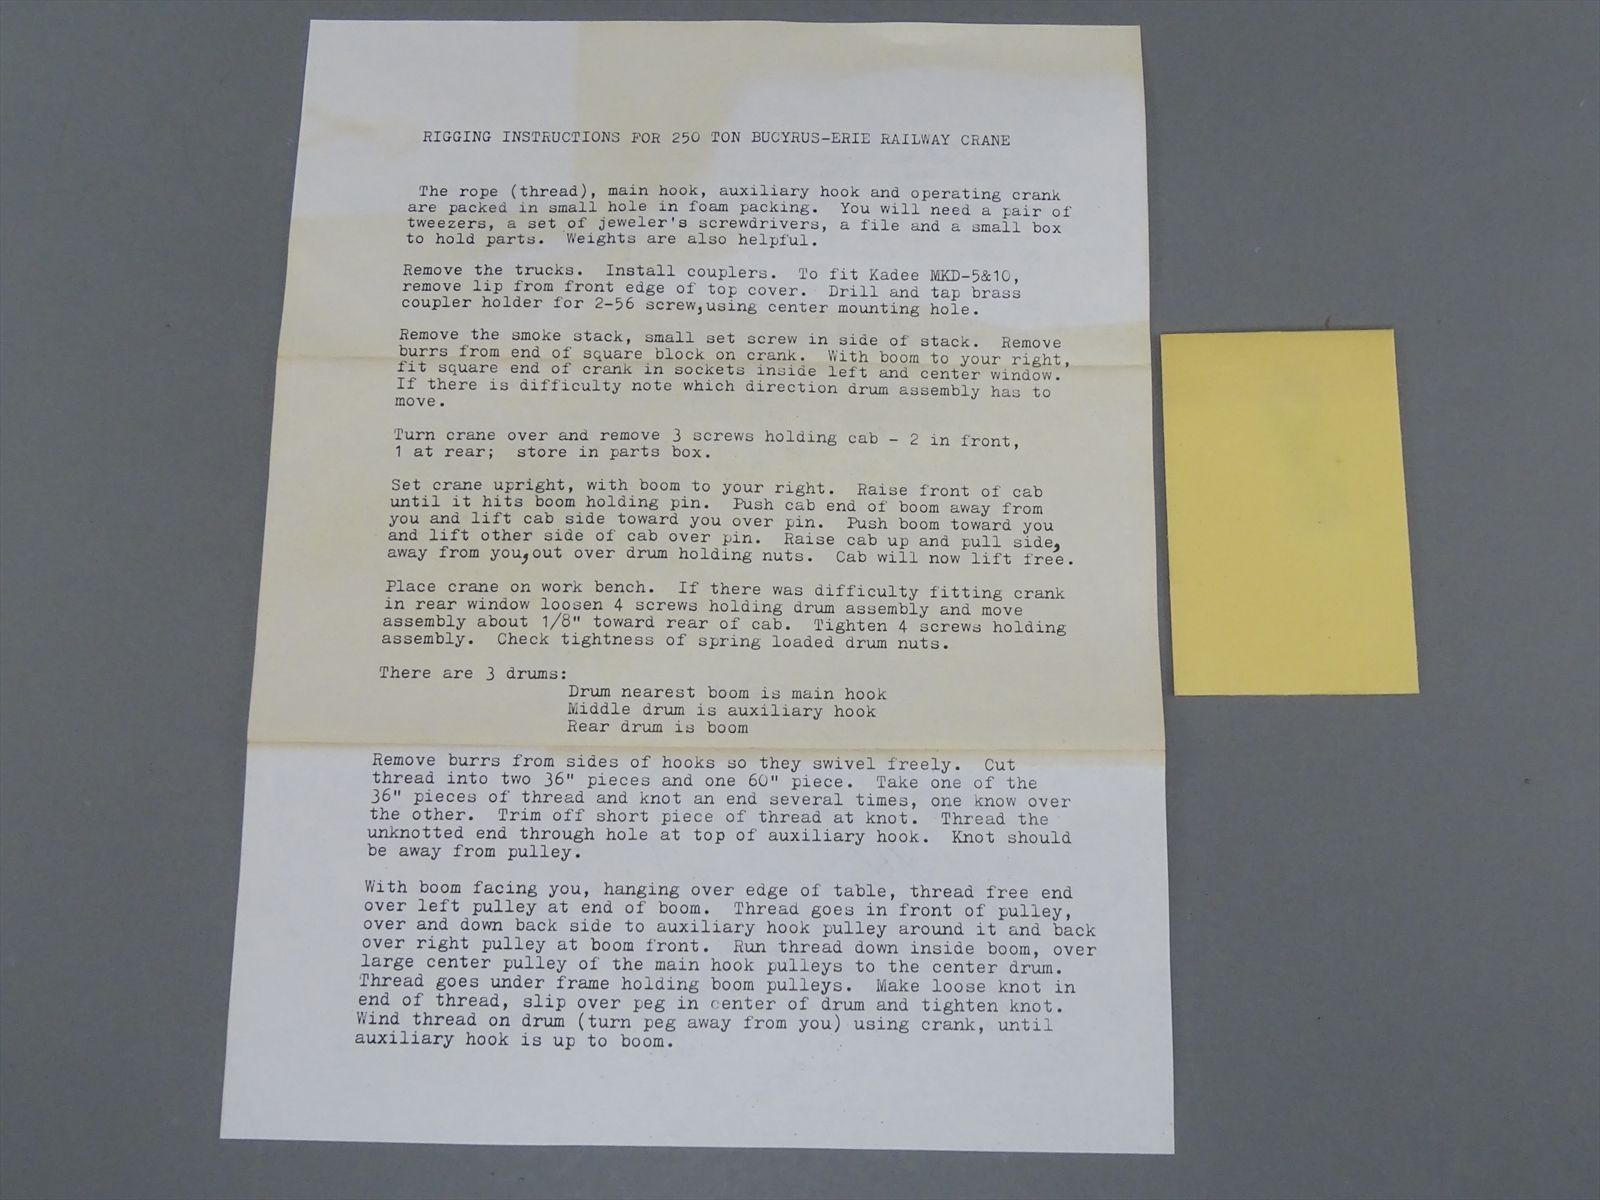 RIGGING INSTRUCTIONS FOR 250 TON BUCYRUS-ERIE RAILWAY CRANE
The rope (thread), main hook, auxiliary hook and operating crank
are packed in small hole in foam packing. You will need a pair of
tweezers, a set of jeweler's screwdrivers, a file and a small box
to hold parts. Weights are also helpful.
Remove the trucks. Install couplers. To fit Kadee MKD-5&10,
remove lip from front edge of top cover. Drill and tap brass
coupler holder for 2-56 screw,using center mounting hole.
Remove the smoke stack, small set screw in side of stack. Remove
burrs from end of square block on crank. With boom to your right,
fit square end of crank in sockets inside left and center window.
If there is difficulty note which direction drum assembly has to
move.
Turn crane over and remove 3 screws holding cab - 2 in front,
1 at rear; store in parts box.
Set crane upright, with boom to your right. Raise front of cab
until it hits boom holding pin. Push cab end of boom away from
you and lift cab side toward you over pin. Push boom toward you
and lift other side of cab over pin. Raise cab up and pull side,
away from you,out over drum holding nuts. Cab will now lift free.
Place crane on work bench. If there was difficulty fitting crank
in rear window loosen 4 screws holding drum assembly and move
assembly about 1/8" toward rear of cab. Tighten 4 screws holding
assembly. Check tightness of spring loaded drum nuts.
There are 3 drums:
Drum nearest boom is main hook
Middle drum is auxiliary hook
Rear drum is boom
Remove burrs from sides of hooks so they swivel freely. Cut
thread into two 36" pieces and one 60" piece. Take one of the
36" pieces of thread and knot an end several times, one know over
the other. Trim off short piece of thread at knot. Thread the
unknotted end through hole at top of auxiliary hook. Knot should
be away from pulley.
With boom facing you, hanging over edge of table, thread free end
over left pulley at end of boom. Thread goes in front of pulley,
over and down back side to auxiliary hook pulley around it and back
over right pulley at boom front. Run thread down inside boom, over
large center pulley of the main hook pulleys to the center drum.
Thread goes under frame holding boom pulleys. Make loose knot in
end of thread, slip over peg in center of drum and tighten knot.
Wind thread on drum (turn peg away from you) using crank, until
auxiliary hook is up to boom.